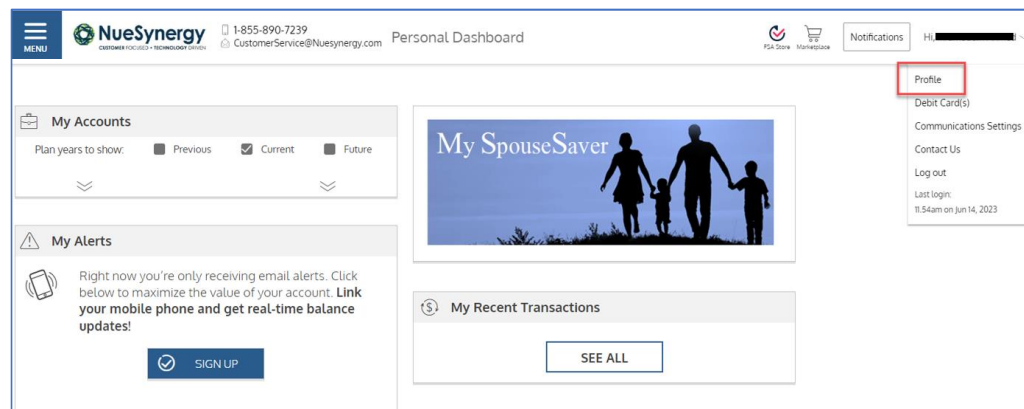 MENU
NueSynergy
CUSTOMER FOCUSED • TECHNOLOGY DRIVEN
1-855-890-7239
CustomerService@Nuesynergy.com
Personal Dashboard
FSA Store
Marketplace
Notifications
Hi,
Profile
Debit Card(s)
Communications Settings
Contact Us
Log out
Last login:
11.54am on Jun 14, 2023
My Accounts
Plan years to show: Previous Current Future
My SpouseSaver
My Alerts
Right now you're only receiving email alerts. Click
below to maximize the value of your account. Link
your mobile phone and get real-time balance
updates!
SIGN UP
My Recent Transactions
SEE ALL